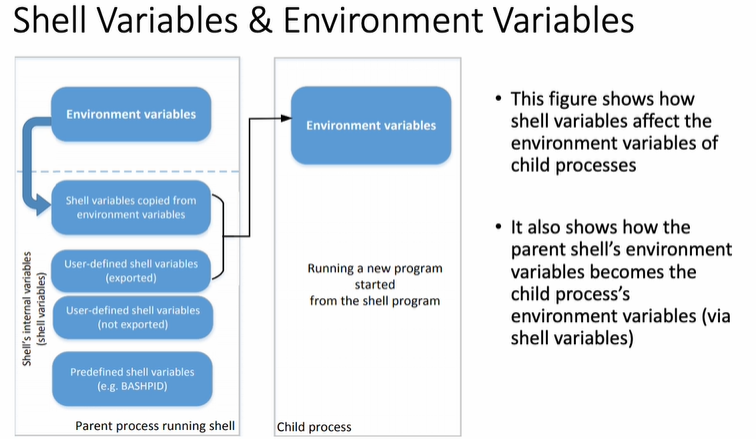 Shell Variables & Environment Variables
Environment variables
Shell variables copied from
environment variables
User-defined shell variables
(exported)
User-defined shell variables
(not exported)
Predefined shell variables
(e.g. BASHPID)
Shell's internal variables
(shell variables)
Parent process running shell
Environment variables
Running a new program
started
from the shell program
Child process
• This figure shows how
shell variables affect the
environment variables of
child processes
• It also shows how the
parent shell's environment
variables becomes the
child process's
environment variables (via
shell variables)